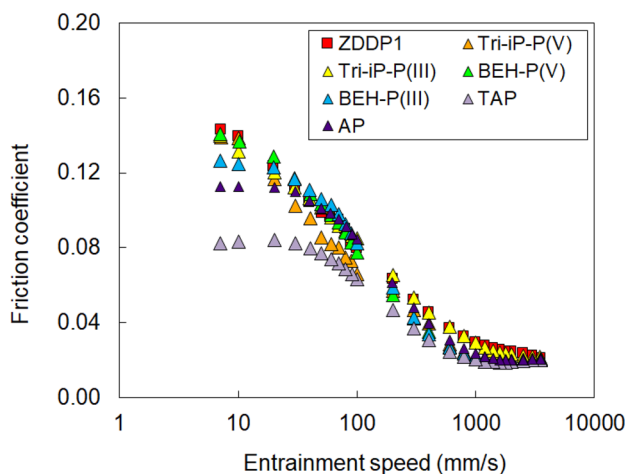 0.20
ZDDP1 Tri-iP-P(V)
Tri-iP-P(III) BEH-P(V)
BEH-P(III) TAP
AP
0.16
0.12
0.08
0.04
0.00
Friction coefficient
1 10 100 1000 10000
Entrainment speed (mm/s)